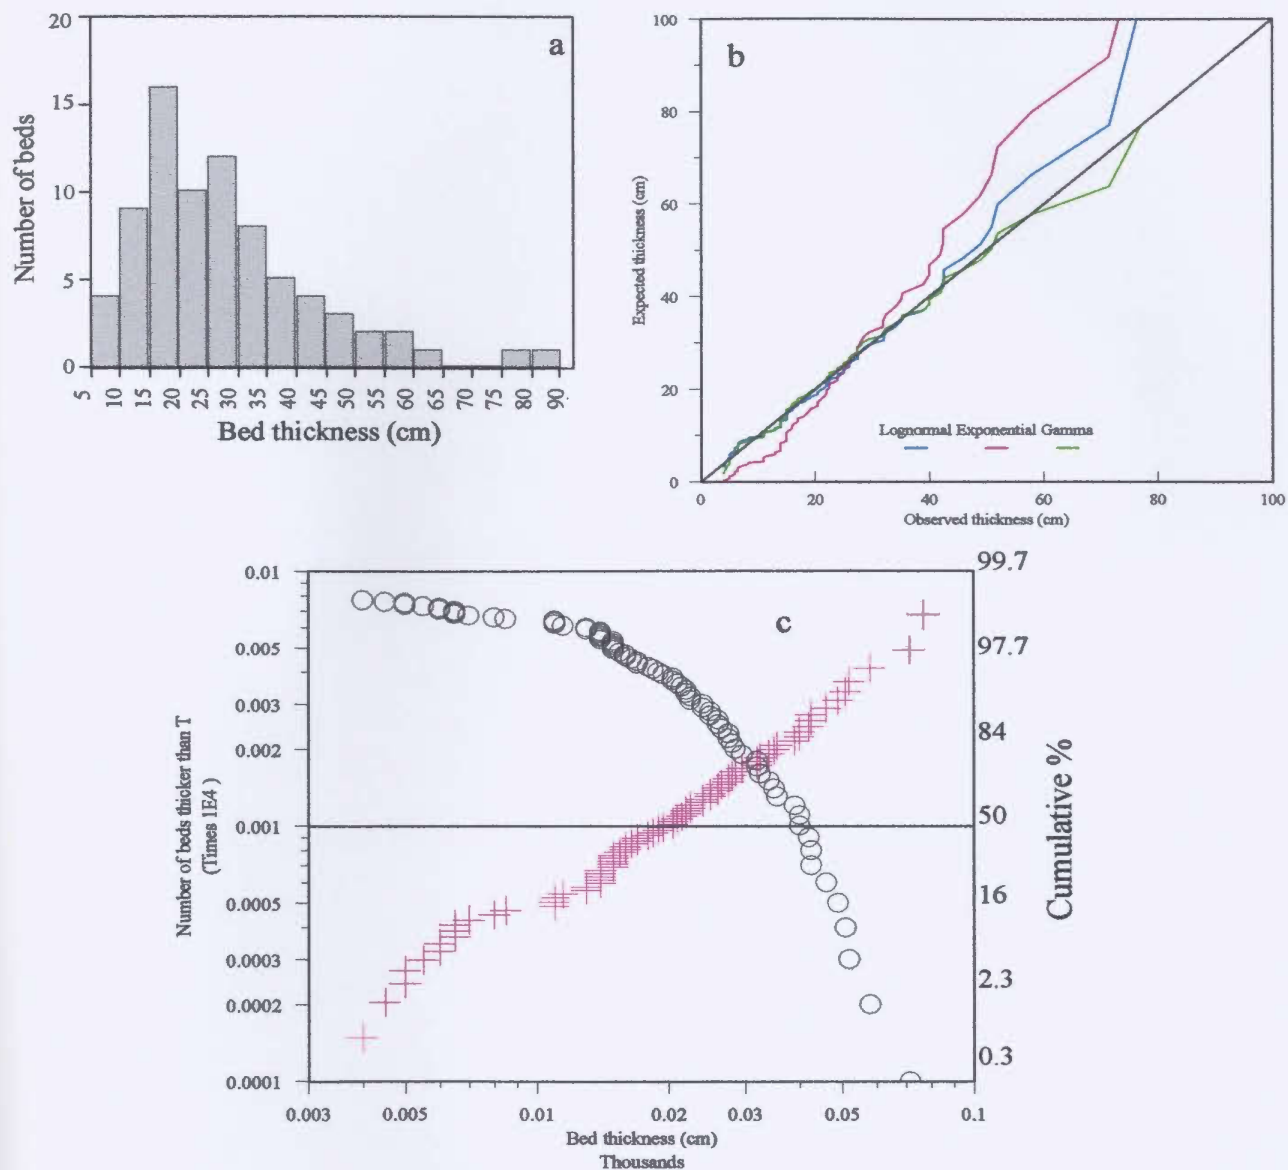 a
20
15
10
5
0
Number of beds
5 10 15 20 25 30 35 40 45 50 55 60 65 70 75 90.
Bed thickness (cm)
b
100
80
60
40
20
0
Expected thickness (cm)
Lognormal Exponential Gamma
0 20 40 60 80 100
Observed thickness (cm)
c
0.01
0.005
0.003
0.002
0.001
0.0005
0.0003
0.0002
0.0001
Number of beds thicker than T
(Times 1E4)
99.7
97.7
84
50
16
2.3
0.3
Cumulative %
0.003 0.005 0.01 0.02 0.03 0.05 0.1
Bed thickness (cm)
Thousands